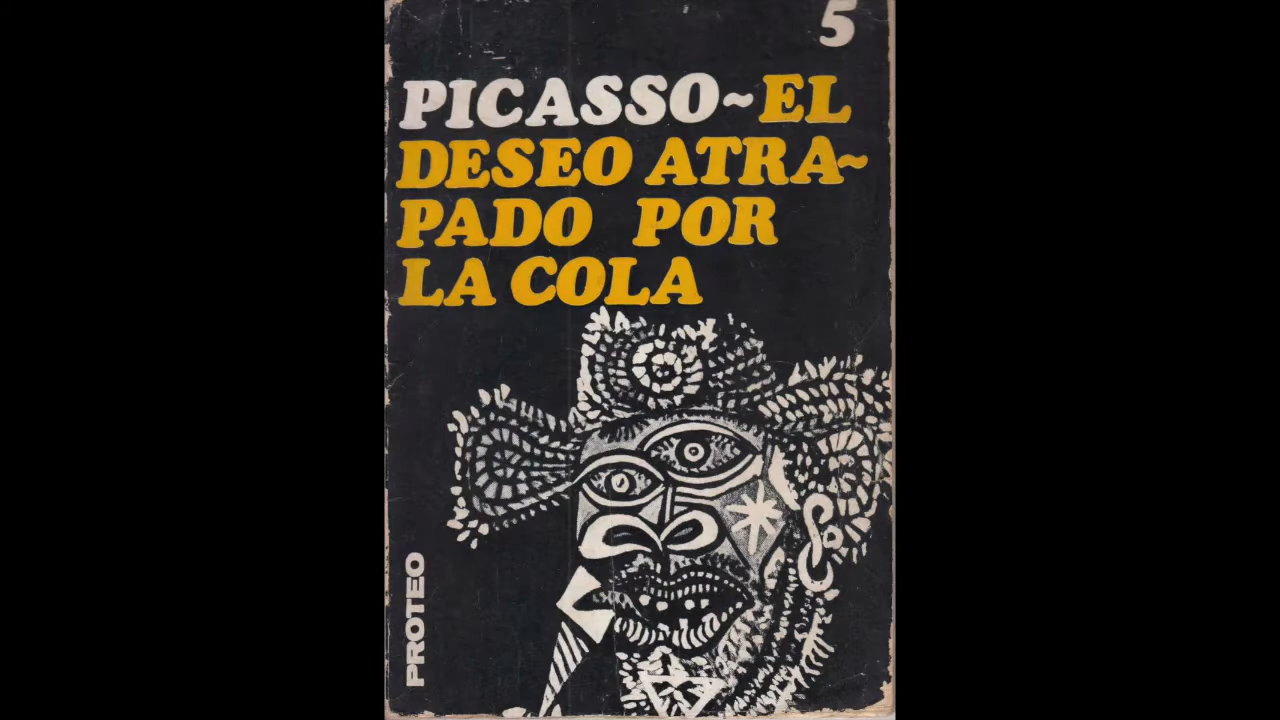 5
PICASSO~EL
DESEO ATRA~
PADO POR
LA COLA
PROTEO